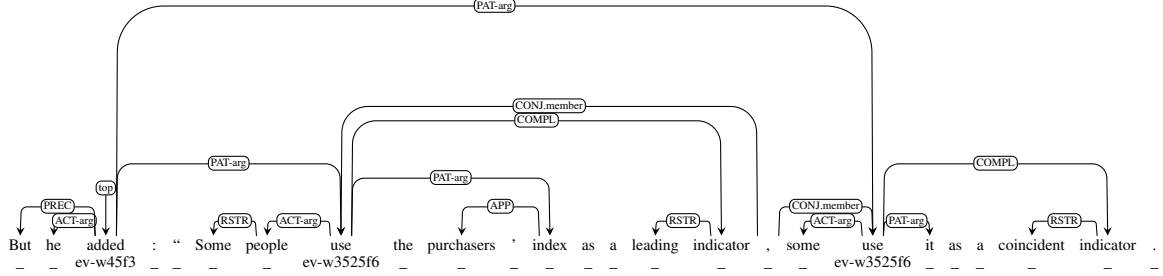 PAT-arg
CONJ.member
COMPL
PAT-arg COMPL
top PAT-arg
PREC APP CONJ.member
ACT-arg RSTR ACT-arg RSTR ACT-arg PAT-arg RSTR
But he added : “ Some people use the purchasers ’ index as a leading indicator , some use it as a coincident indicator .
_ _ ev-w45f3 _ _ _ _ ev-w3525f6 _ _ _ _ _ _ _ _ _ _ ev-w3525f6 _ _ _ _ _ _